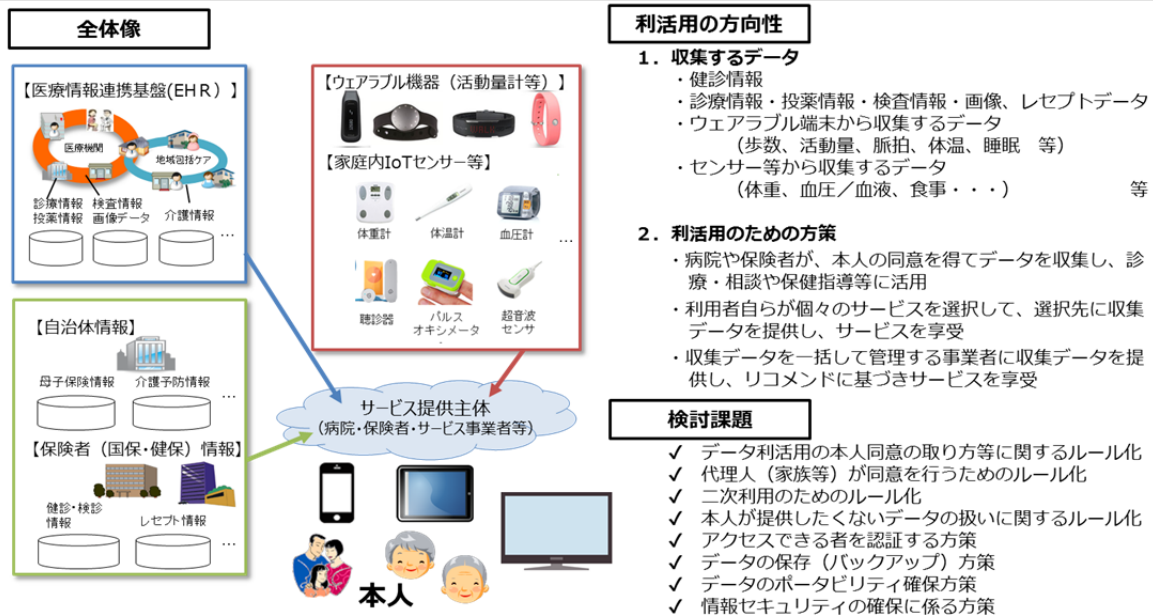 全体像
【医療情報連携基盤(EHR)】
医療機関
地域包括ケア
診療情報 検査情報 介護情報
投薬情報 画像データ
…
【自治体情報】
母子保険情報 介護予防情報
…
【保険者（国保・健保）情報】
健診・検診
情報
レセプト情報
…
【ウェアラブル機器（活動量計等）】
【家庭内IoTセンサー等】
体重計 体温計 血圧計
…
聴診器
パルス
オキシメータ
超音波
センサ
サービス提供主体
（病院・保険者・サービス事業者等）
本人
利活用の方向性
1．収集するデータ
・健診情報
・診療情報・投薬情報・検査情報・画像、レセプトデータ
・ウェアラブル端末から収集するデータ
（歩数、活動量、脈拍、体温、睡眠 等）
・センサー等から収集するデータ
（体重、血圧／血液、食事・・・） 等
2．利活用のための方策
・病院や保険者が、本人の同意を得てデータを収集し、診
療・相談や保健指導等に活用
・利用者自らが個々のサービスを選択して、選択先に収集
データを提供し、サービスを享受
・収集データを一括して管理する事業者に収集データを提
供し、リコメンドに基づきサービスを享受
検討課題
✓ データ利活用の本人同意の取り方等に関するルール化
✓ 代理人（家族等）が同意を行うためのルール化
✓ 二次利用のためのルール化
✓ 本人が提供したくないデータの扱いに関するルール化
✓ アクセスできる者を認証する方策
✓ データの保存（バックアップ）方策
✓ データのポータビリティ確保方策
✓ 情報セキュリティの確保に係る方策